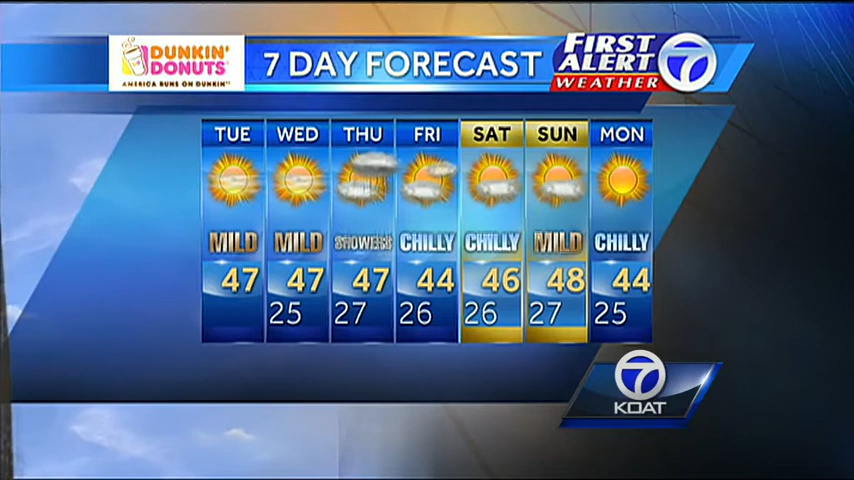 DUNKIN' DONUTS
AMERICA RUNS ON DUNKIN'
7 DAY FORECAST
FIRST ALERT WEATHER 7
TUE WED THU FRI SAT SUN MON
MILD MILD SHOWERS CHILLY CHILLY MILD CHILLY
47 47 47 44 46 48 44
25 27 26 26 27 25
7
KOAT